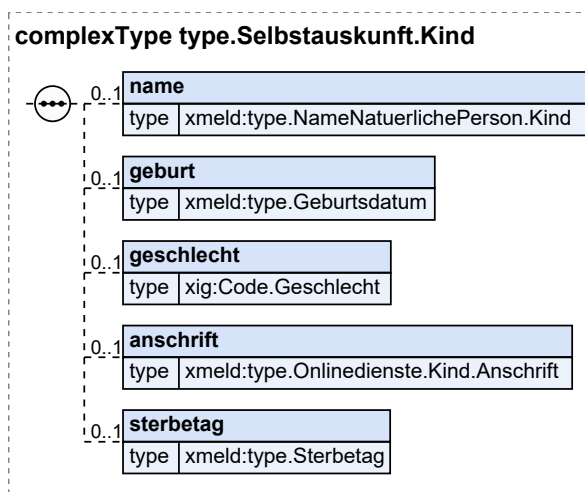 complexType type.Selbstauskunft.Kind
0..1 name
type xmeld:type.NameNatuerlichePerson.Kind
0..1 geburt
type xmeld:type.Geburtsdatum
0..1 geschlecht
type xig:Code.Geschlecht
0..1 anschrift
type xmeld:type.Onlinedienste.Kind.Anschrift
0..1 sterbetag
type xmeld:type.Sterbetag